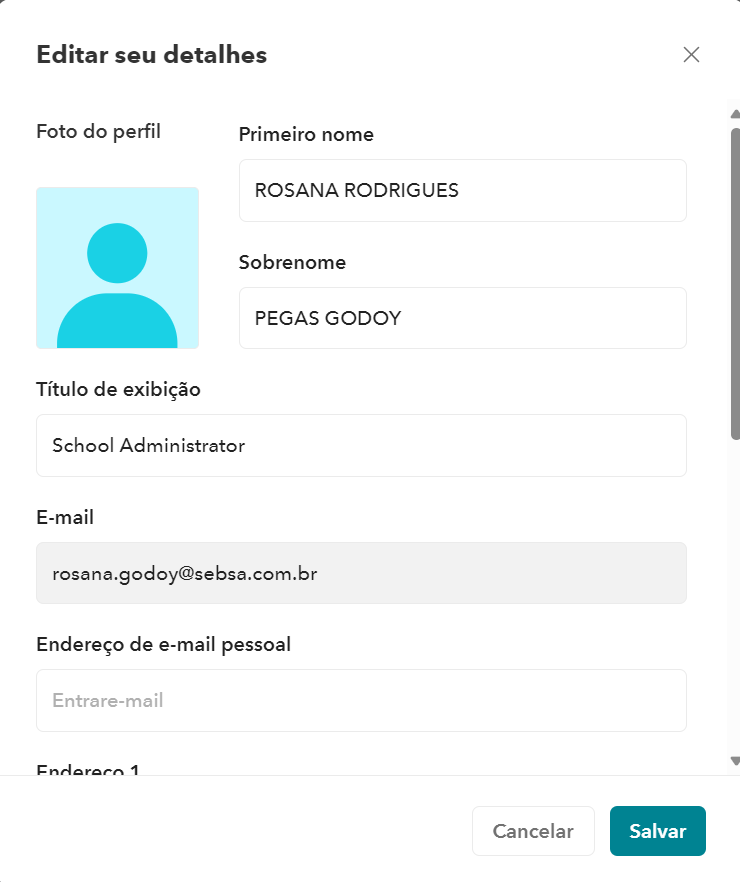 Editar seu detalhes
Foto do perfil
Primeiro nome
ROSANA RODRIGUES
Sobrenome
PEGAS GODOY
Título de exibição
School Administrator
E-mail
rosana.godoy@sebsa.com.br
Endereço de e-mail pessoal
Entrare-mail
Endereço 1
Cancelar
Salvar